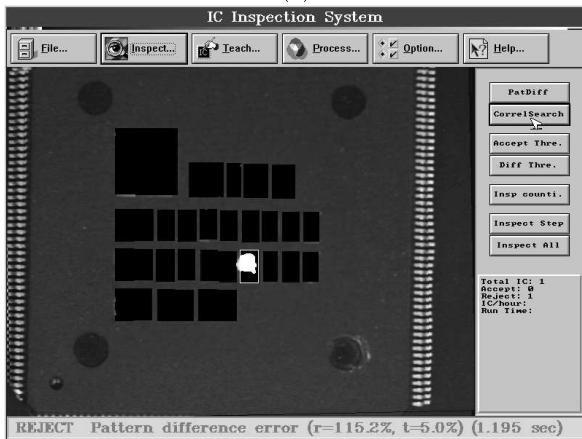 IC Inspection System
File... Inspect... Teach... Process... Option... Help...
PatDiff
CorrelSearch
Accept Thre.
Diff Thre.
Insp counti.
Inspect Step
Inspect All
Total IC: 1
Accept: 0
Reject: 1
IC/hour:
Run Time:
REJECT Pattern difference error (r=115.2%, t=5.0%) (1.195 sec)